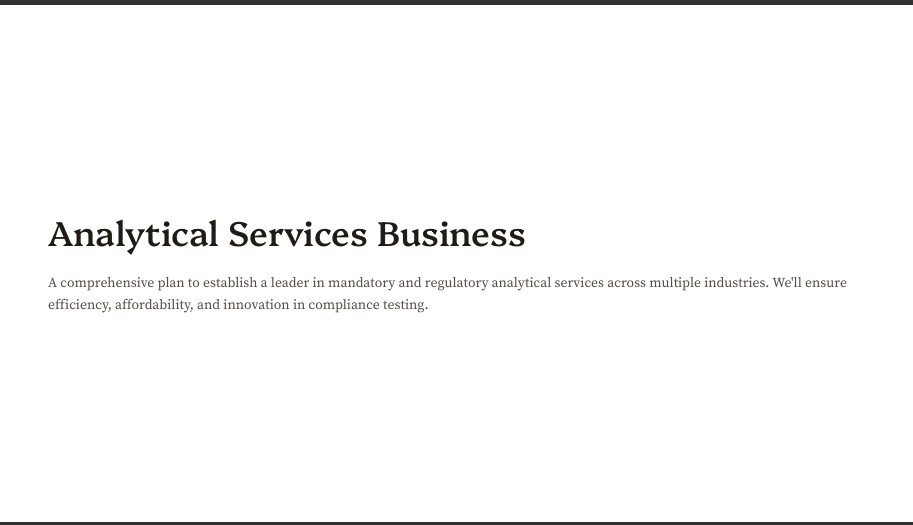 Analytical Services Business
A comprehensive plan to establish a leader in mandatory and regulatory analytical services across multiple industries. We'll ensure
efficiency, affordability, and innovation in compliance testing.